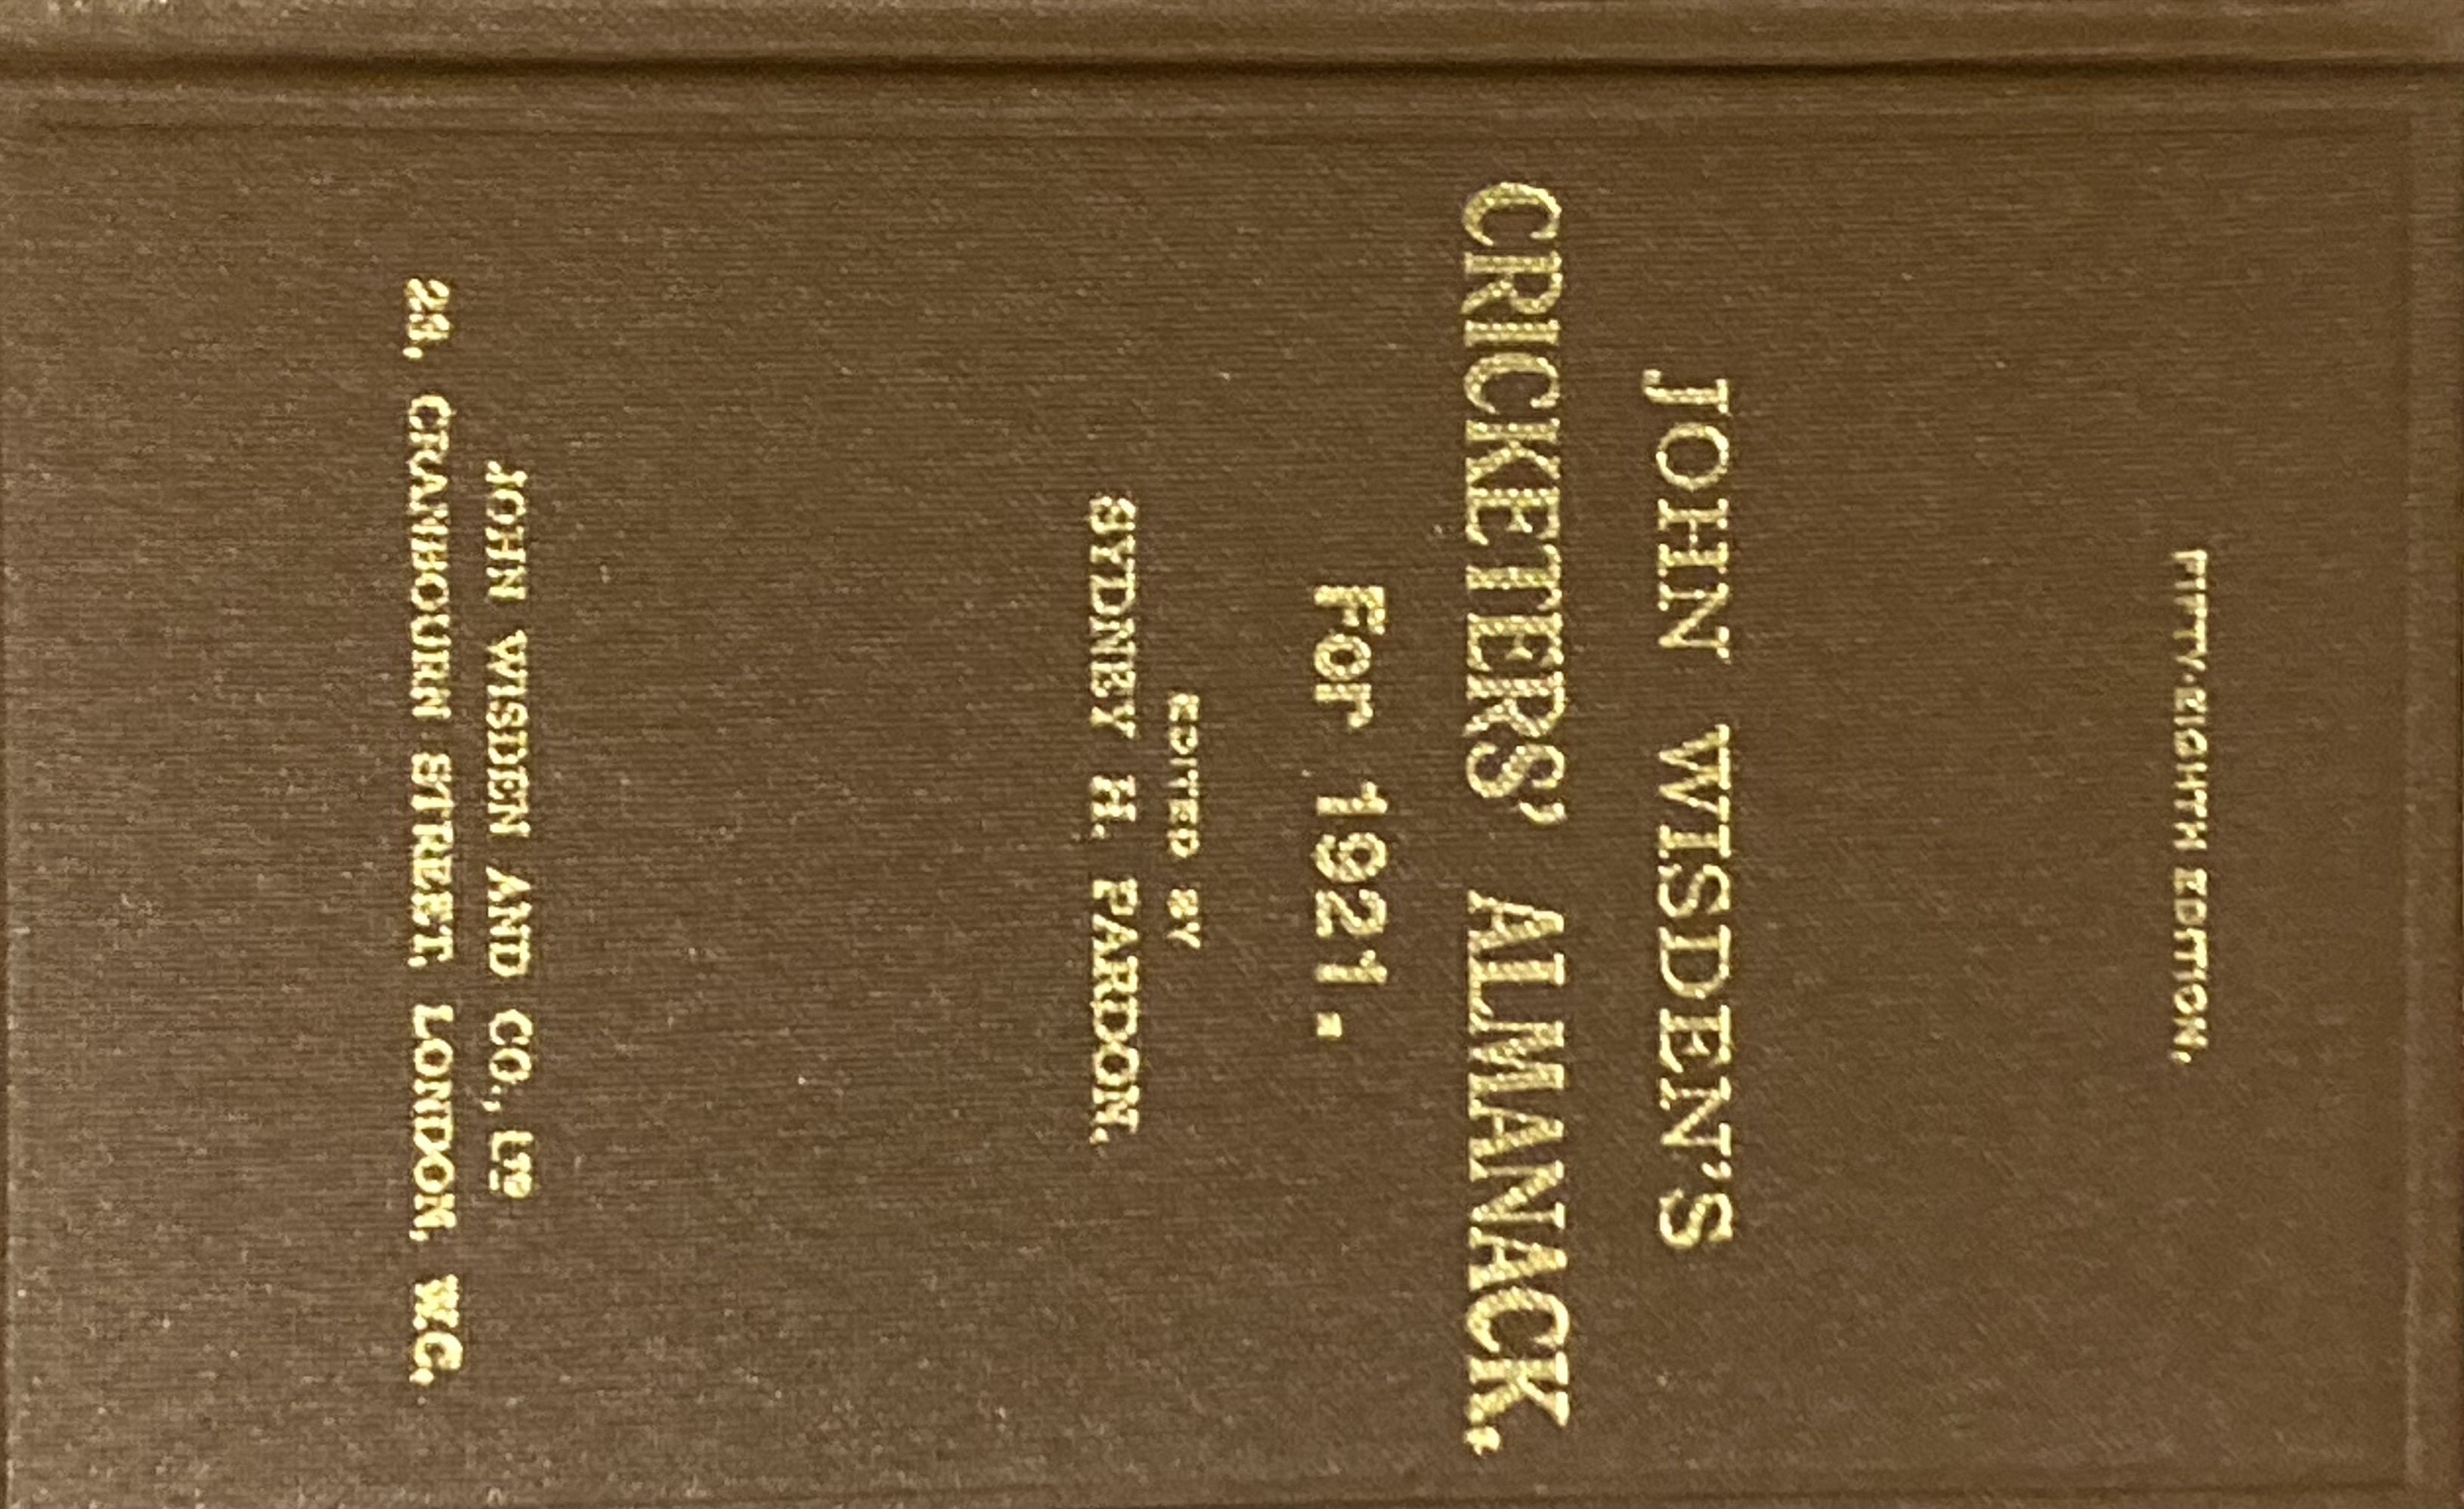 FIFTY-EIGHTH EDITION.
JOHN WISDEN'S
CRICKETERS' ALMANACK.
For 1921.
EDITED BY
SYDNEY H. PARDON.
JOHN WISDEN AND CO., LTD
23, CRANBOURN STREET, LONDON, W.C.